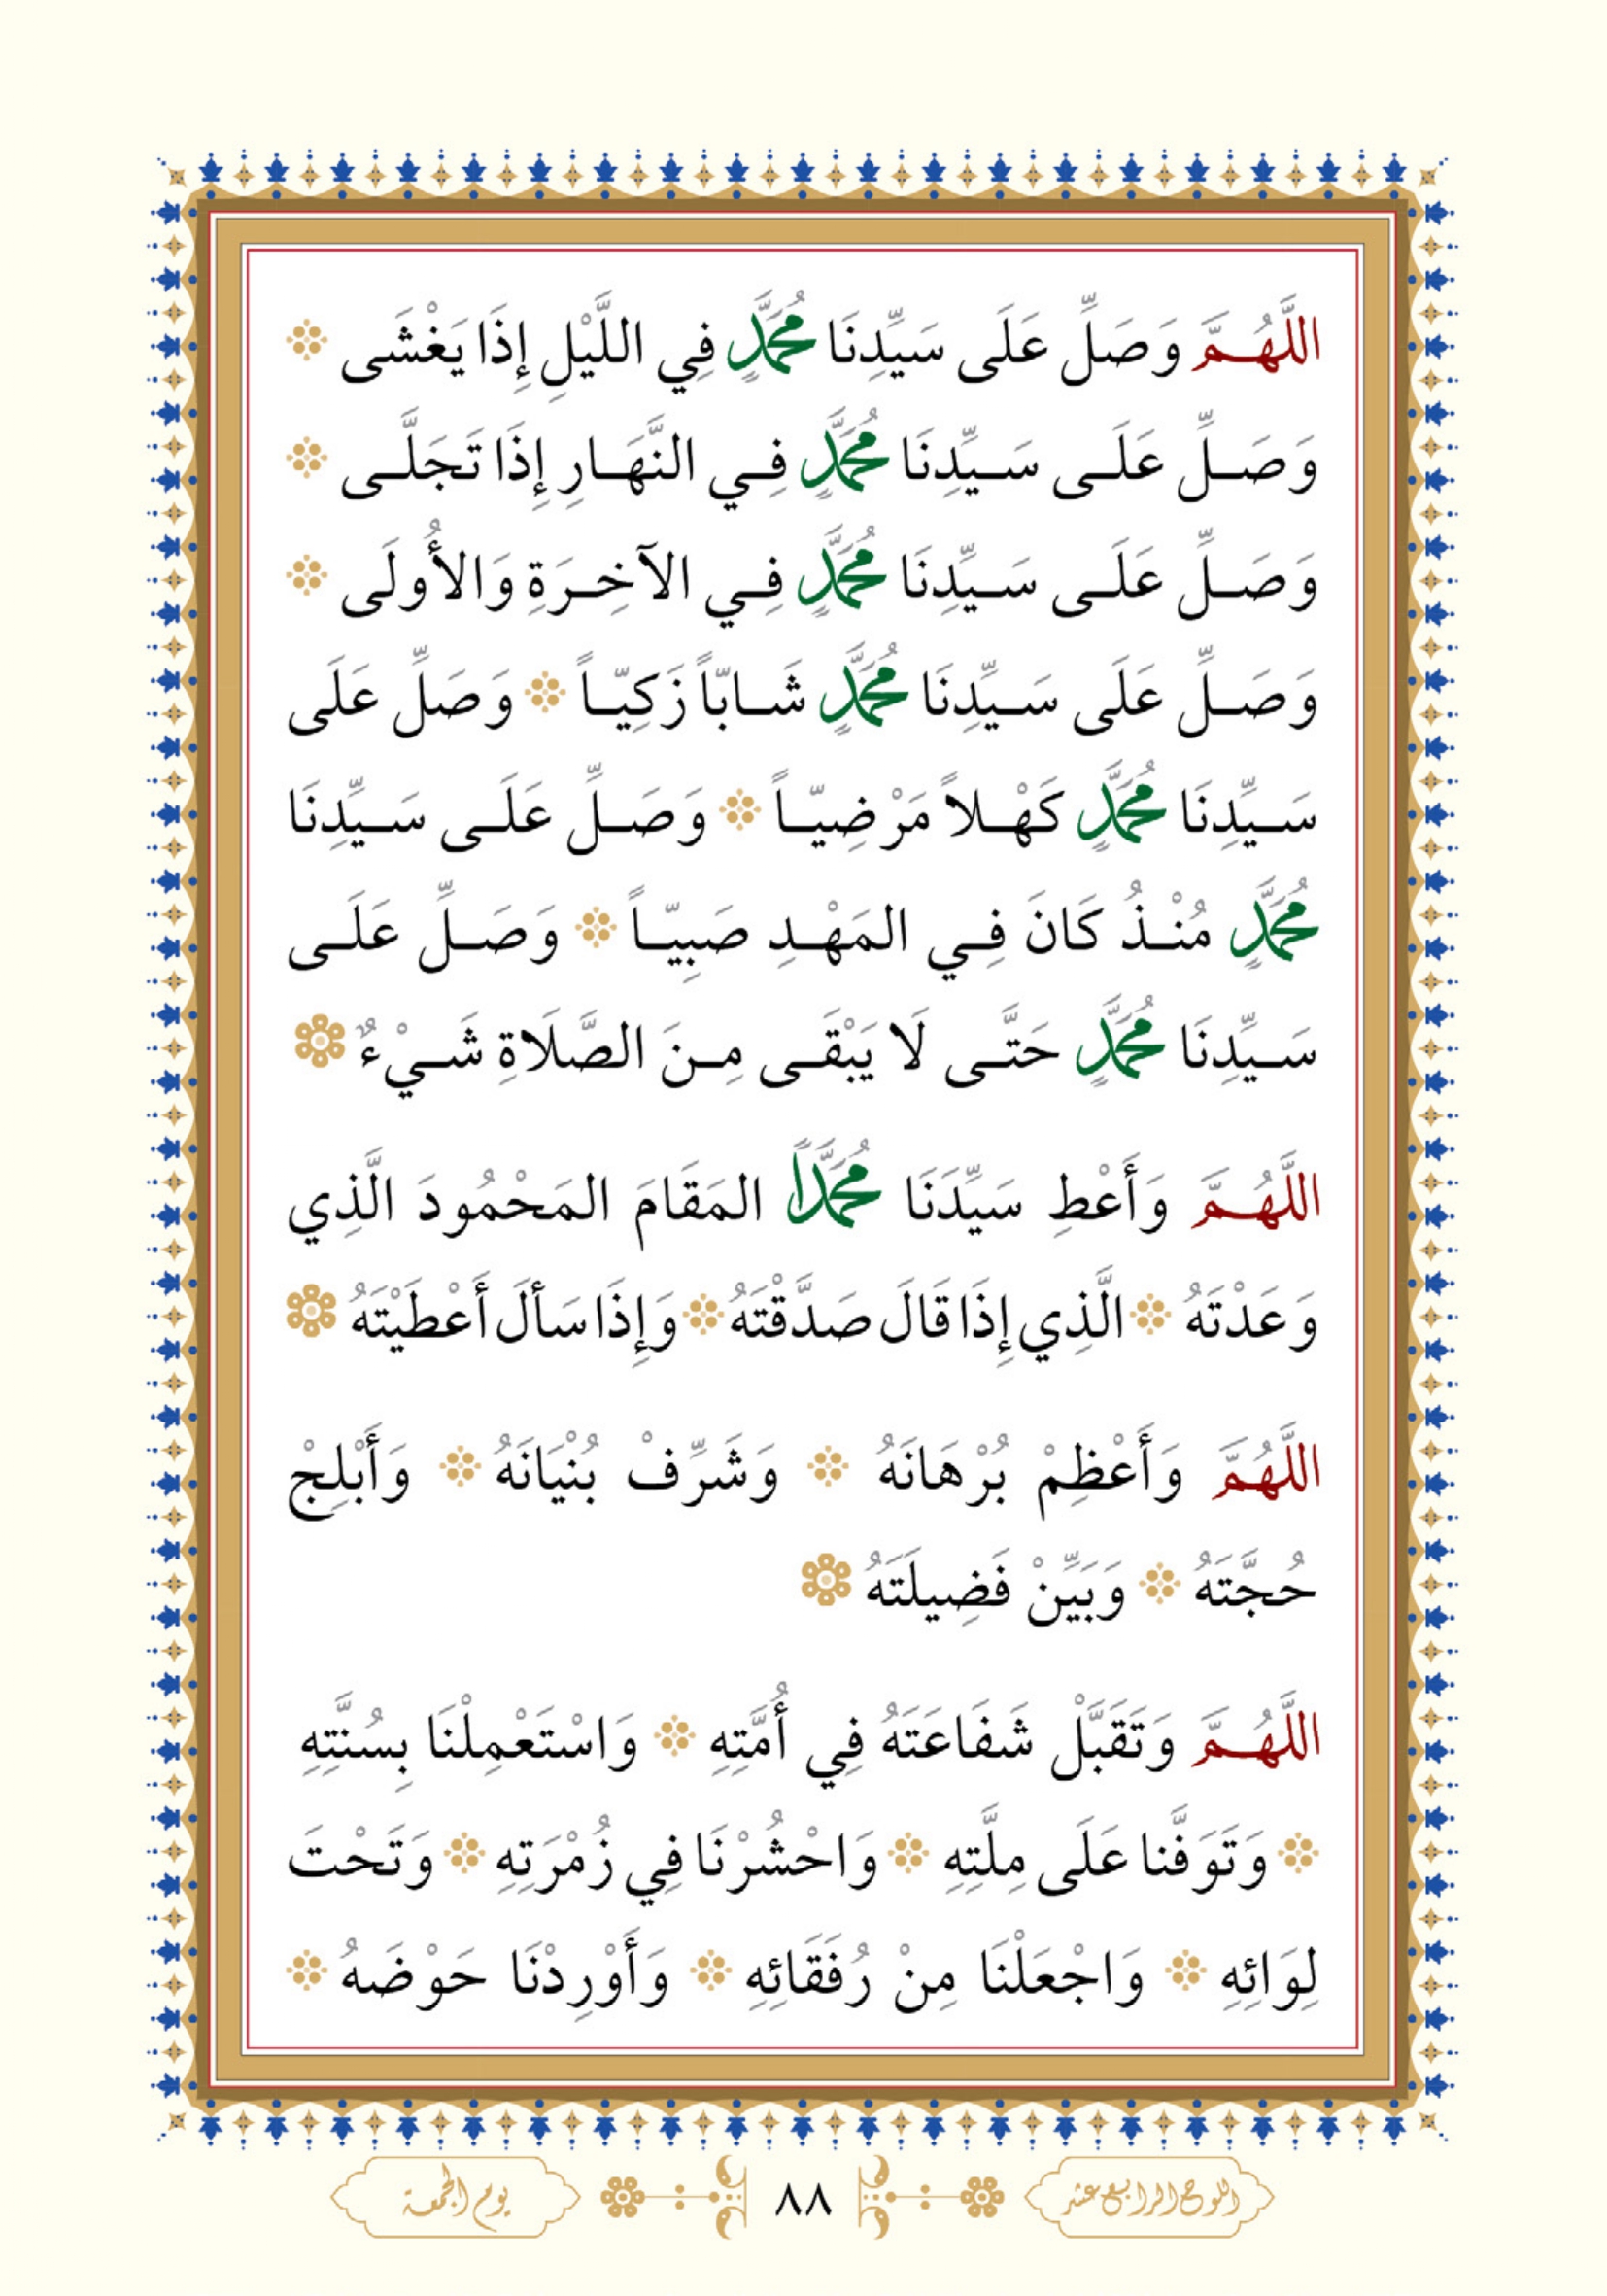 اللَّهُمَّ وَصَلِّ عَلَى سَيِّدِنَا مُحَمَّدٍ فِي اللَّيْلِ إِذَا يَغْشَى
وَصَلِّ عَلَى سَيِّدِنَا مُحَمَّدٍ فِي النَّهَارِ إِذَا تَجَلَّى
وَصَلِّ عَلَى سَيِّدِنَا مُحَمَّدٍ فِي الآخِرَةِ وَالأُولَى
وَصَلِّ عَلَى سَيِّدِنَا مُحَمَّدٍ شَابّاً زَكِيّاً وَصَلِّ عَلَى
سَيِّدِنَا مُحَمَّدٍ كَهْلاً مَرْضِيّاً وَصَلِّ عَلَى سَيِّدِنَا
مُحَمَّدٍ مُنْذُ كَانَ فِي المَهْدِ صَبِيّاً وَصَلِّ عَلَى
سَيِّدِنَا مُحَمَّدٍ حَتَّى لَا يَبْقَى مِنَ الصَّلَاةِ شَيْءٌ
اللَّهُمَّ وَأَعْطِ سَيِّدَنَا مُحَمَّداً المَقَامَ المَحْمُودَ الَّذِي
وَعَدْتَهُ الَّذِي إِذَا قَالَ صَدَّقْتَهُ وَإِذَا سَأَلَ أَعْطَيْتَهُ
اللَّهُمَّ وَأَعْظِمْ بُرْهَانَهُ وَشَرِّفْ بُنْيَانَهُ وَأَبْلِجْ
حُجَّتَهُ وَبَيِّنْ فَضِيلَتَهُ
اللَّهُمَّ وَتَقَبَّلْ شَفَاعَتَهُ فِي أُمَّتِهِ وَاسْتَعْمِلْنَا بِسُنَّتِهِ
وَتَوَفَّنا عَلَى مِلَّتِهِ وَاحْشُرْنَا فِي زُمْرَتِهِ وَتَحْتَ
لِوَائِهِ وَاجْعَلْنَا مِنْ رُفَقَائِهِ وَأَوْرِدْنَا حَوْضَهُ
اللوح الرابع عشر ٨٨ يوم الجمعة